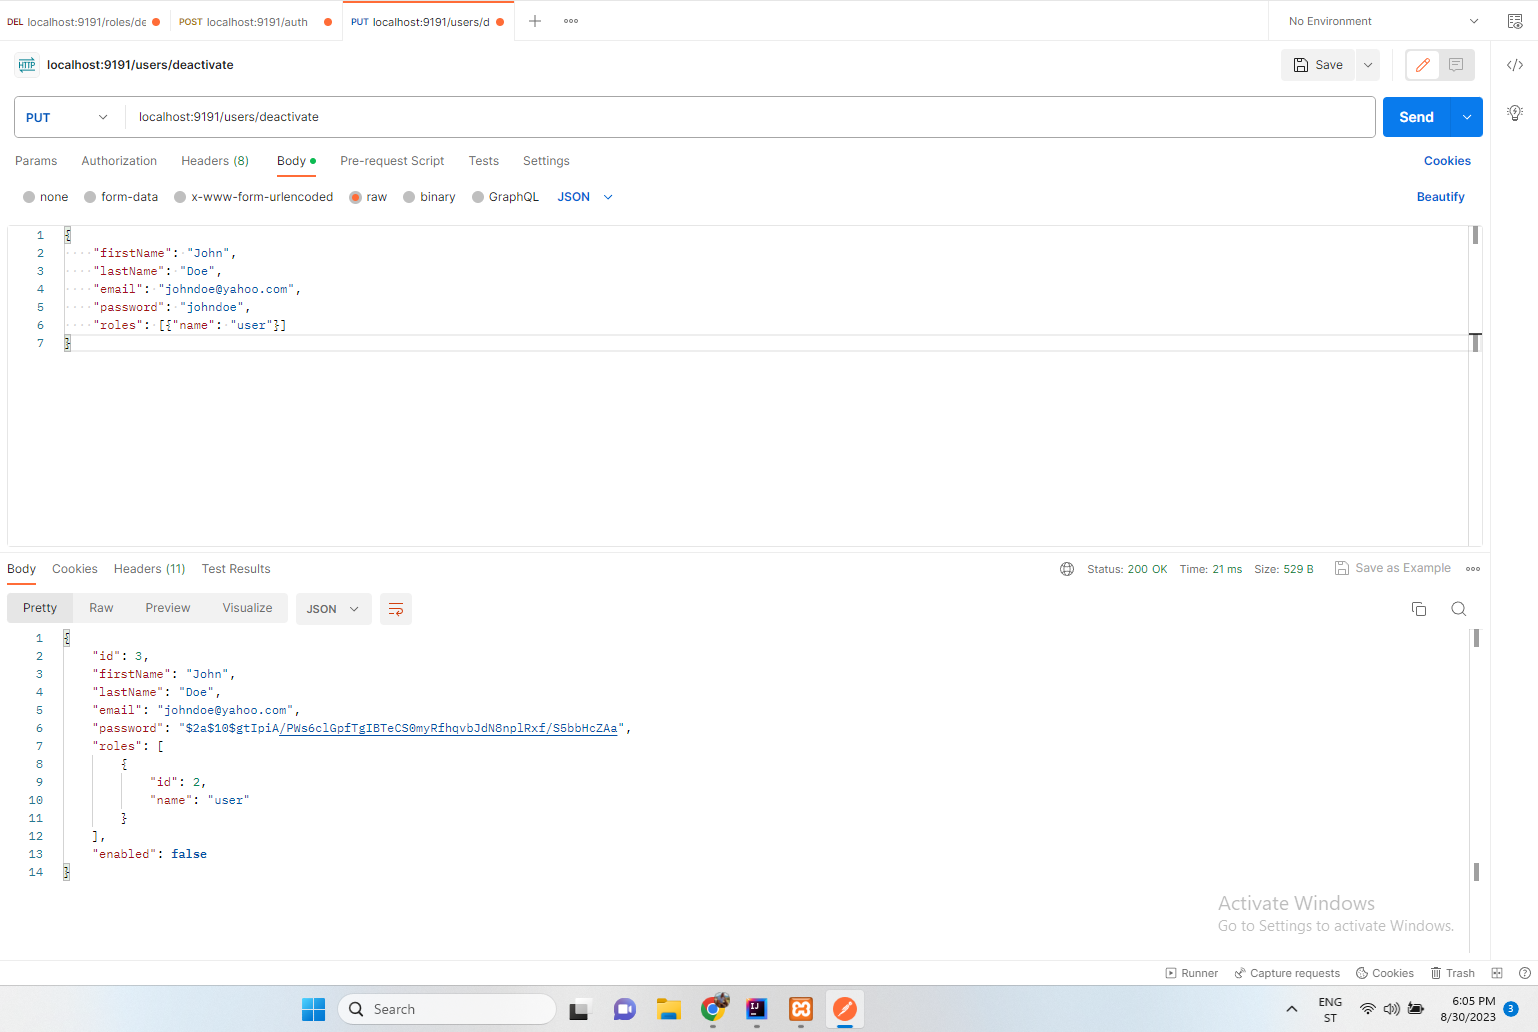 DEL localhost:9191/roles/de
POST localhost:9191/auth
PUT localhost:9191/users/d
No Environment
HTTP localhost:9191/users/deactivate
Save
PUT localhost:9191/users/deactivate
Send
Params Authorization Headers (8) Body Pre-request Script Tests Settings Cookies
none form-data x-www-form-urlencoded raw binary GraphQL JSON Beautify
1 {
2 "firstName": "John",
3 "lastName": "Doe",
4 "email": "johndoe@yahoo.com",
5 "password": "johndoe",
6 "roles": [{"name": "user"}]
7 }
Body Cookies Headers (11) Test Results Status: 200 OK Time: 21 ms Size: 529 B Save as Example
Pretty Raw Preview Visualize JSON
1 {
2 "id": 3,
3 "firstName": "John",
4 "lastName": "Doe",
5 "email": "johndoe@yahoo.com",
6 "password": "$2a$10$gtIpiA/PWs6clGpfTgIBTeCS0myRfhqvbJdN8nplRxf/S5bbHcZAa",
7 "roles": [
8 {
9 "id": 2,
10 "name": "user"
11 }
12 ],
13 "enabled": false
14 }
Activate Windows
Go to Settings to activate Windows.
Runner Capture requests Cookies Trash
Search
ENG
ST
6:05 PM
8/30/2023
3